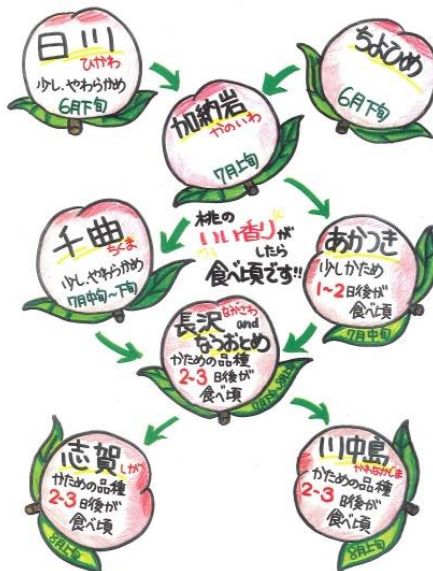 日川
ひかわ
少し、やわらかめ
6月下旬
ちよひめ
6月下旬
加納岩
かのいわ
7月上旬
千曲
ちくま
少し、やわらかめ
7月中旬〜下旬
桃の
いい香りが
したら
食べ頃です!!
あかつき
少しかため
1〜2日後が
食べ頃
7月中旬
長沢 and
ながさわ
なつおとめ
かための品種
2-3日後が
食べ頃
志賀
しが
かための品種
2-3日後が
食べ頃
8月上旬
川中島
かわなかじま
かための品種
2-3日後が
食べ頃
8月上旬